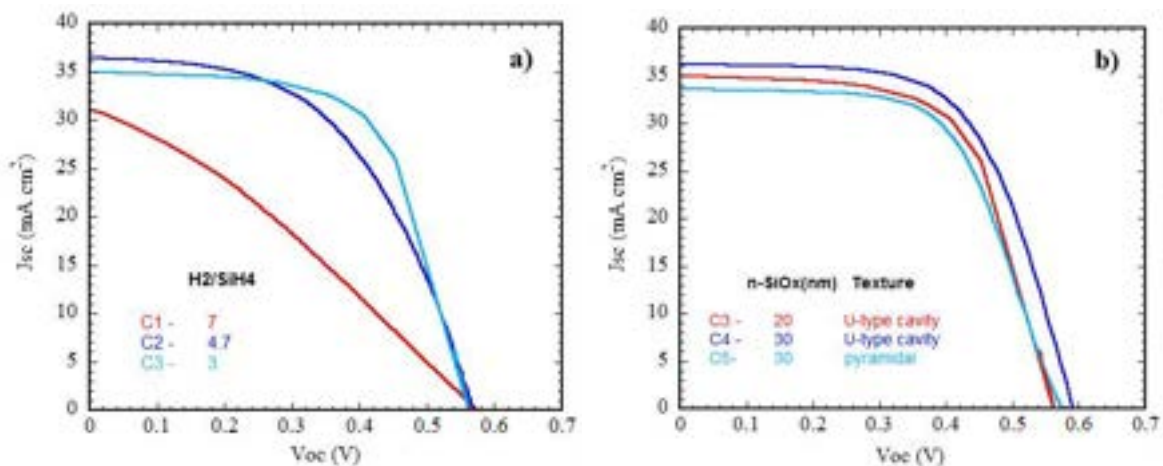 a)
40
35
30
25
20
15
10
5
0
Jsc (mA cm⁻²)
H2/SiH4
C1 - 7
C2 - 4.7
C3 - 3
0 0.1 0.2 0.3 0.4 0.5 0.6 0.7
Voc (V)
b)
40
35
30
25
20
15
10
5
0
Jsc (mA cm⁻²)
n-SiOx(nm) Texture
C3 - 20 U-type cavity
C4 - 30 U-type cavity
C5- 30 pyramidal
0 0.1 0.2 0.3 0.4 0.5 0.6 0.7
Voc (V)